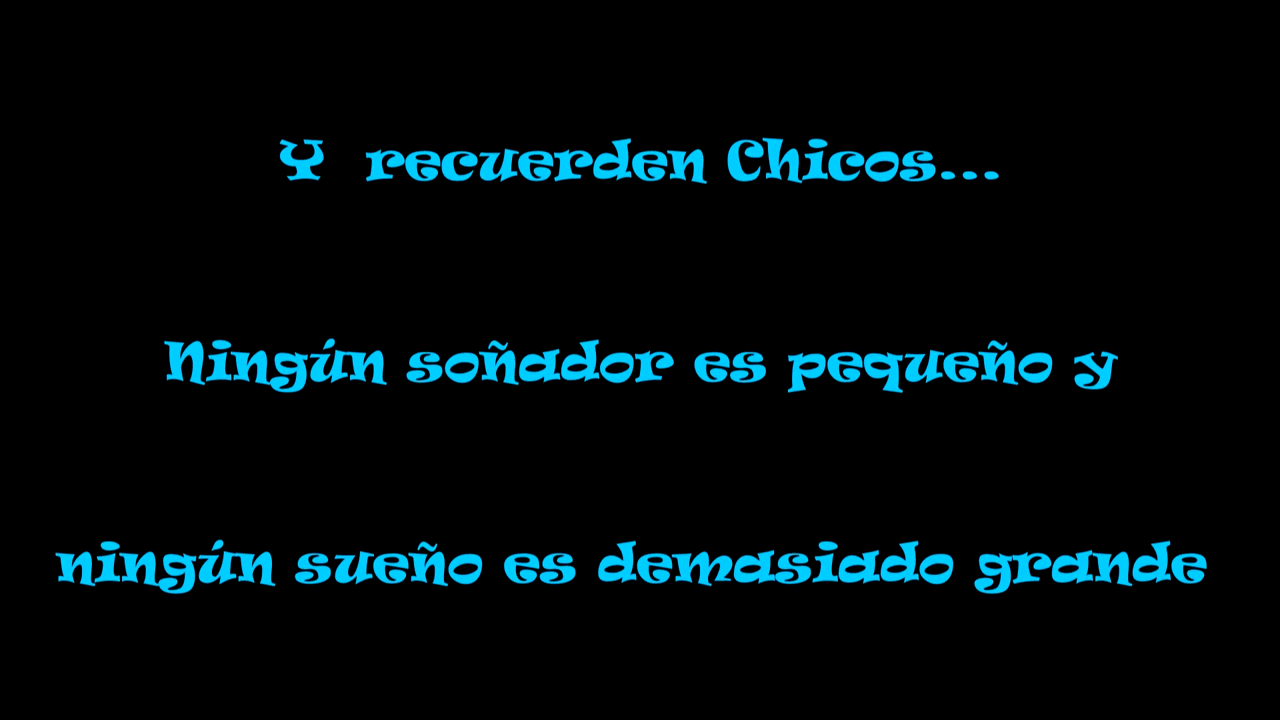 Y recuerden Chicos...
Ningún soñador es pequeño y
ningún sueño es demasiado grande